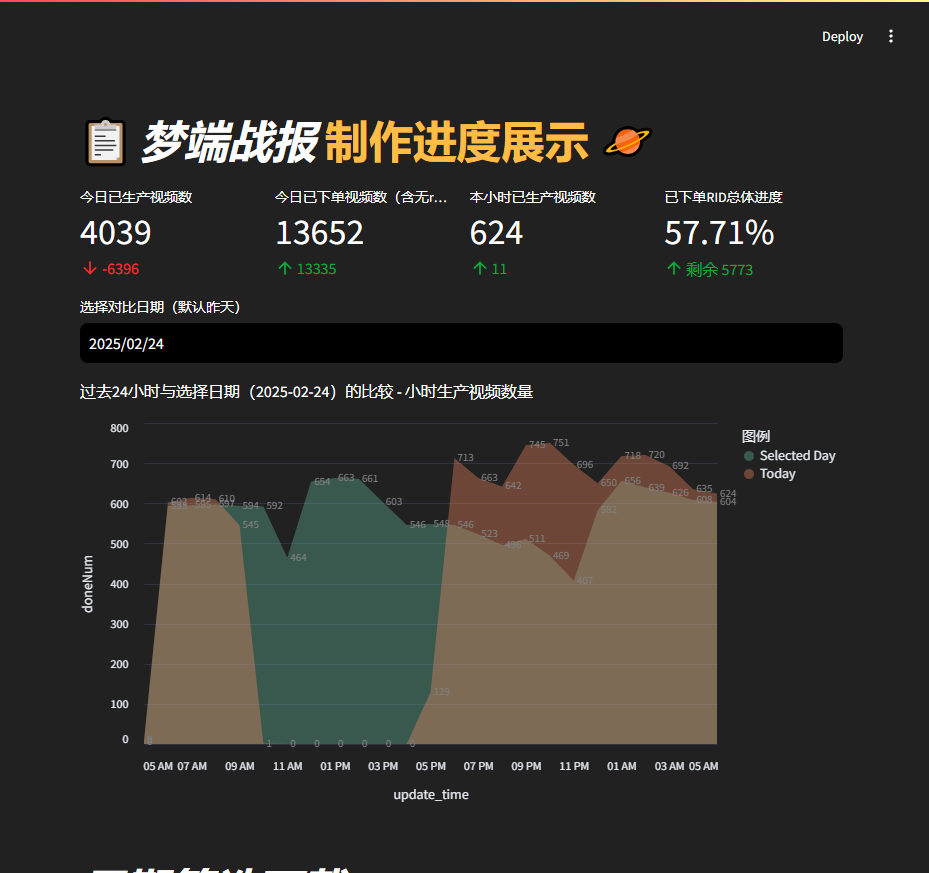 Deploy
梦端战报 制作进度展示
今日已生产视频数
4039
-6396
今日已下单视频数（含无r...
13652
13335
本小时已生产视频数
624
11
已下单RID总体进度
57.71%
剩余 5773
选择对比日期（默认昨天）
2025/02/24
过去24小时与选择日期（2025-02-24）的比较 - 小时生产视频数量
图例
Selected Day
Today
doneNum
800
700
600
500
400
300
200
100
0
614 610 594 592 545 464
654 663 661 603 546 548 546 523 511 469 407 582 656 639 626 608 604
1 0 0 0 0 0 0 129
713 663 642 745 751 696 650 718 720 692 635 624
05 AM 07 AM 09 AM 11 AM 01 PM 03 PM 05 PM 07 PM 09 PM 11 PM 01 AM 03 AM 05 AM
update_time